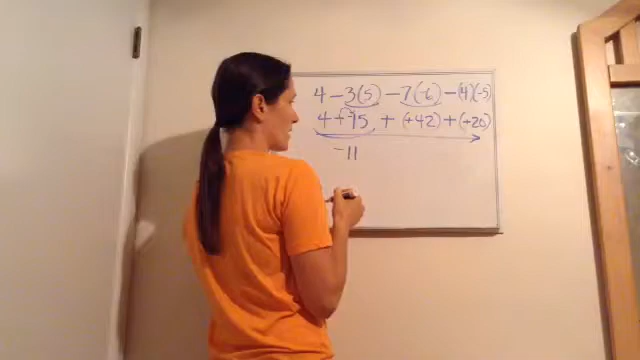 4 - 3(5) - 7(-6) - (4)(-5)
4 + -15 + (+42) + (+20)
-11